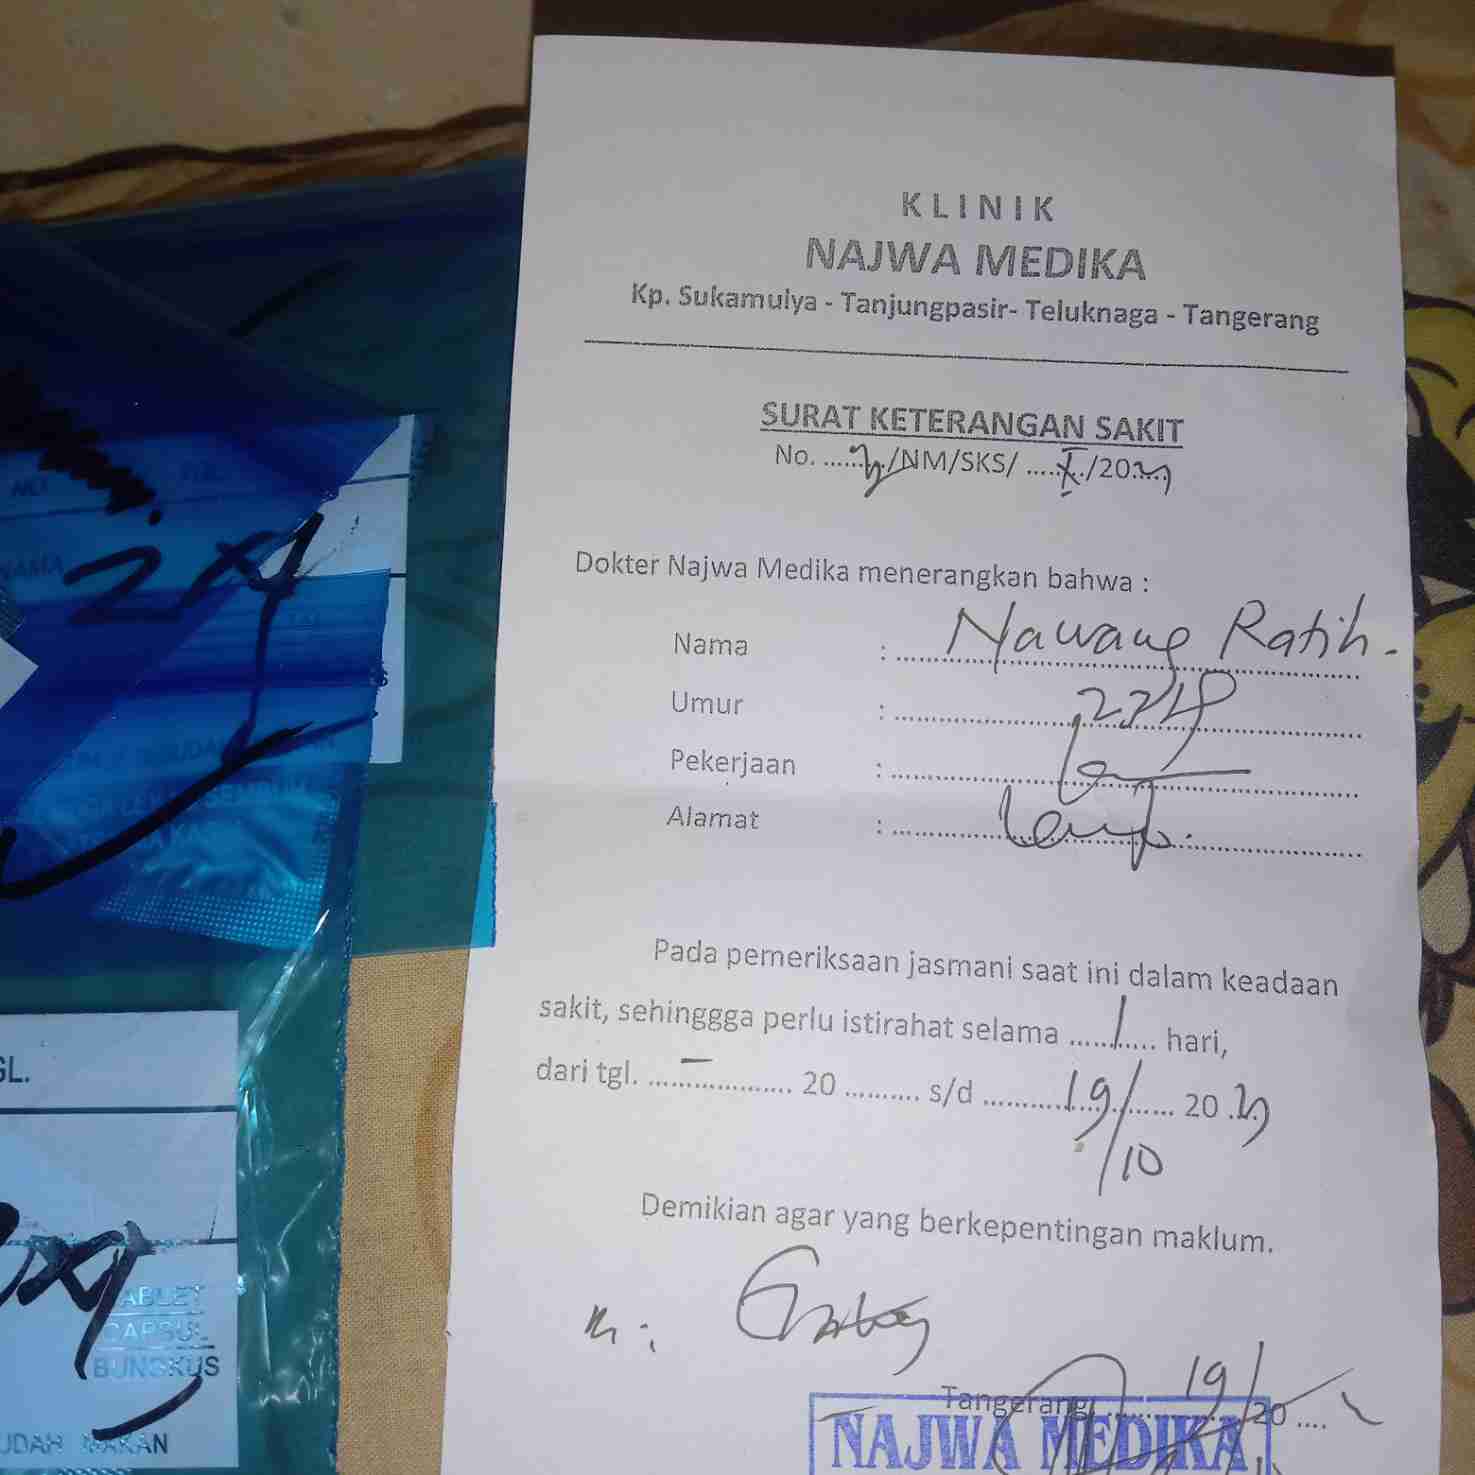 KLINIK
NAJWA MEDIKA
Kp. Sukamulya - Tanjungpasir- Teluknaga - Tangerang
SURAT KETERANGAN SAKIT
No. ........./NM/SKS/ .....X./20.....
Dokter Najwa Medika menerangkan bahwa :
Nama : Nawang Ratih.
Umur :
Pekerjaan :
Alamat :
Pada pemeriksaan jasmani saat ini dalam keadaan
sakit, sehinggga perlu istirahat selama ....1.... hari,
dari tgl. ...-... 20 .......... s/d ....19/10.... 20
Demikian agar yang berkepentingan maklum.
Tangerang, 19/ 20 ....
NAJWA MEDIKA
NAMA
GL.
TABLET
CAPSUL
BUNGKUS
UDAH MAKAN